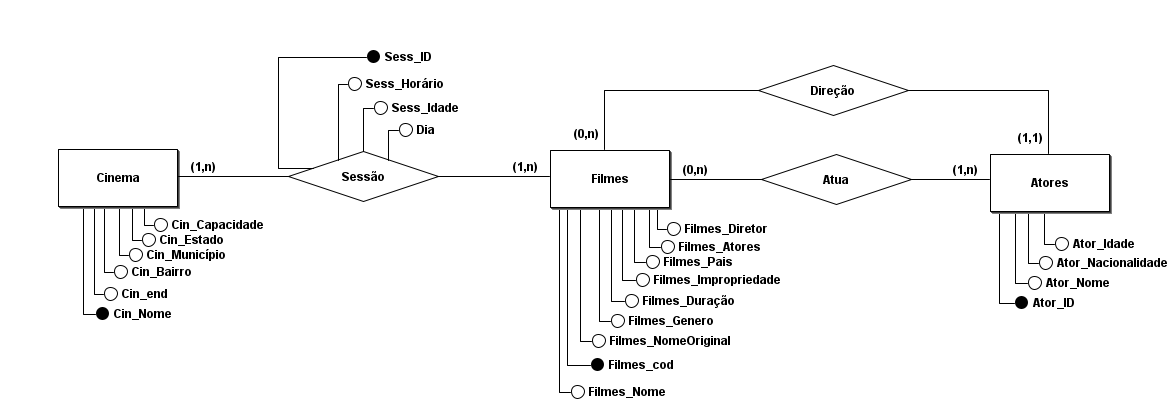 Sess_ID
Sess_Horário
Sess_Idade
Dia
Direção
(0,n)
(1,1)
Cinema
(1,n)
Sessão
(1,n)
Filmes
(0,n)
Atua
(1,n)
Atores
Cin_Capacidade
Cin_Estado
Cin_Município
Cin_Bairro
Cin_end
Cin_Nome
Filmes_Diretor
Filmes_Atores
Filmes_Pais
Filmes_Impropriedade
Filmes_Duração
Filmes_Genero
Filmes_NomeOriginal
Filmes_cod
Filmes_Nome
Ator_Idade
Ator_Nacionalidade
Ator_Nome
Ator_ID